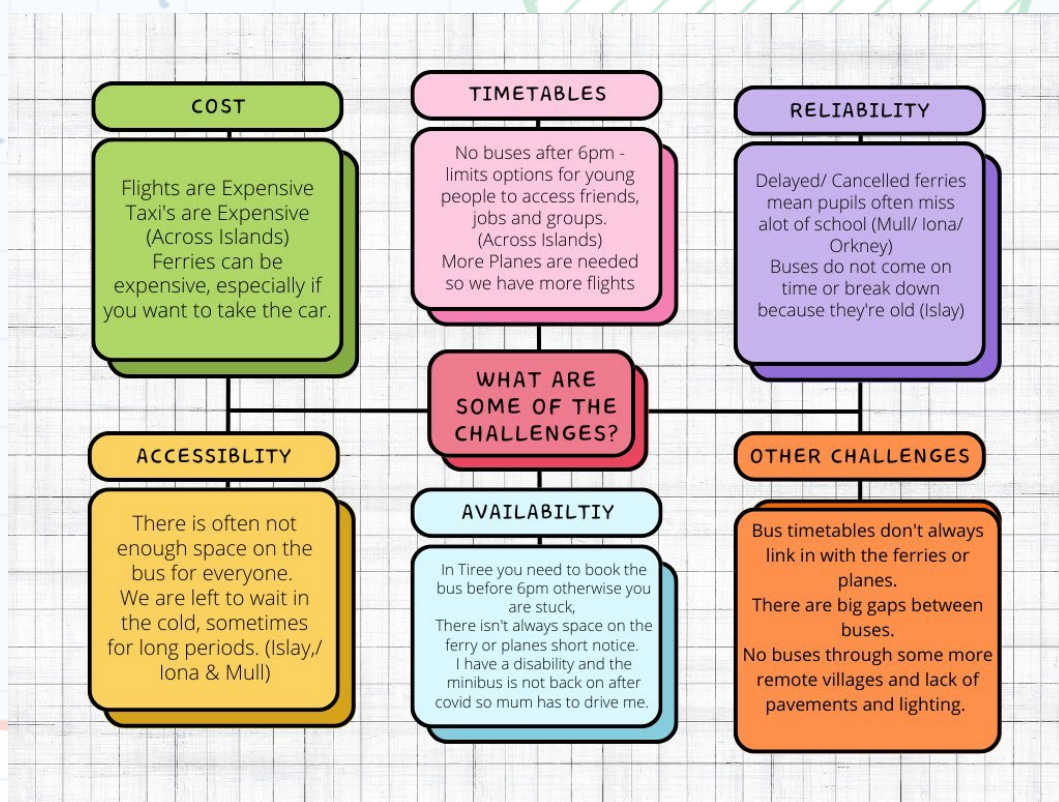 COST
Flights are Expensive
Taxi's are Expensive
(Across Islands)
Ferries can be
expensive, especially if
you want to take the car.
TIMETABLES
No buses after 6pm -
limits options for young
people to access friends,
jobs and groups.
(Across Islands)
More Planes are needed
so we have more flights
RELIABILITY
Delayed/ Cancelled ferries
mean pupils often miss
alot of school (Mull/ Iona/
Orkney)
Buses do not come on
time or break down
because they're old (Islay)
WHAT ARE
SOME OF THE
CHALLENGES?
ACCESSIBLITY
There is often not
enough space on the
bus for everyone.
We are left to wait in
the cold, sometimes
for long periods. (Islay,/
Iona & Mull)
AVAILABILTIY
In Tiree you need to book the
bus before 6pm otherwise you
are stuck,
There isn't always space on the
ferry or planes short notice.
I have a disability and the
minibus is not back on after
covid so mum has to drive me.
OTHER CHALLENGES
Bus timetables don't always
link in with the ferries or
planes.
There are big gaps between
buses.
No buses through some more
remote villages and lack of
pavements and lighting.